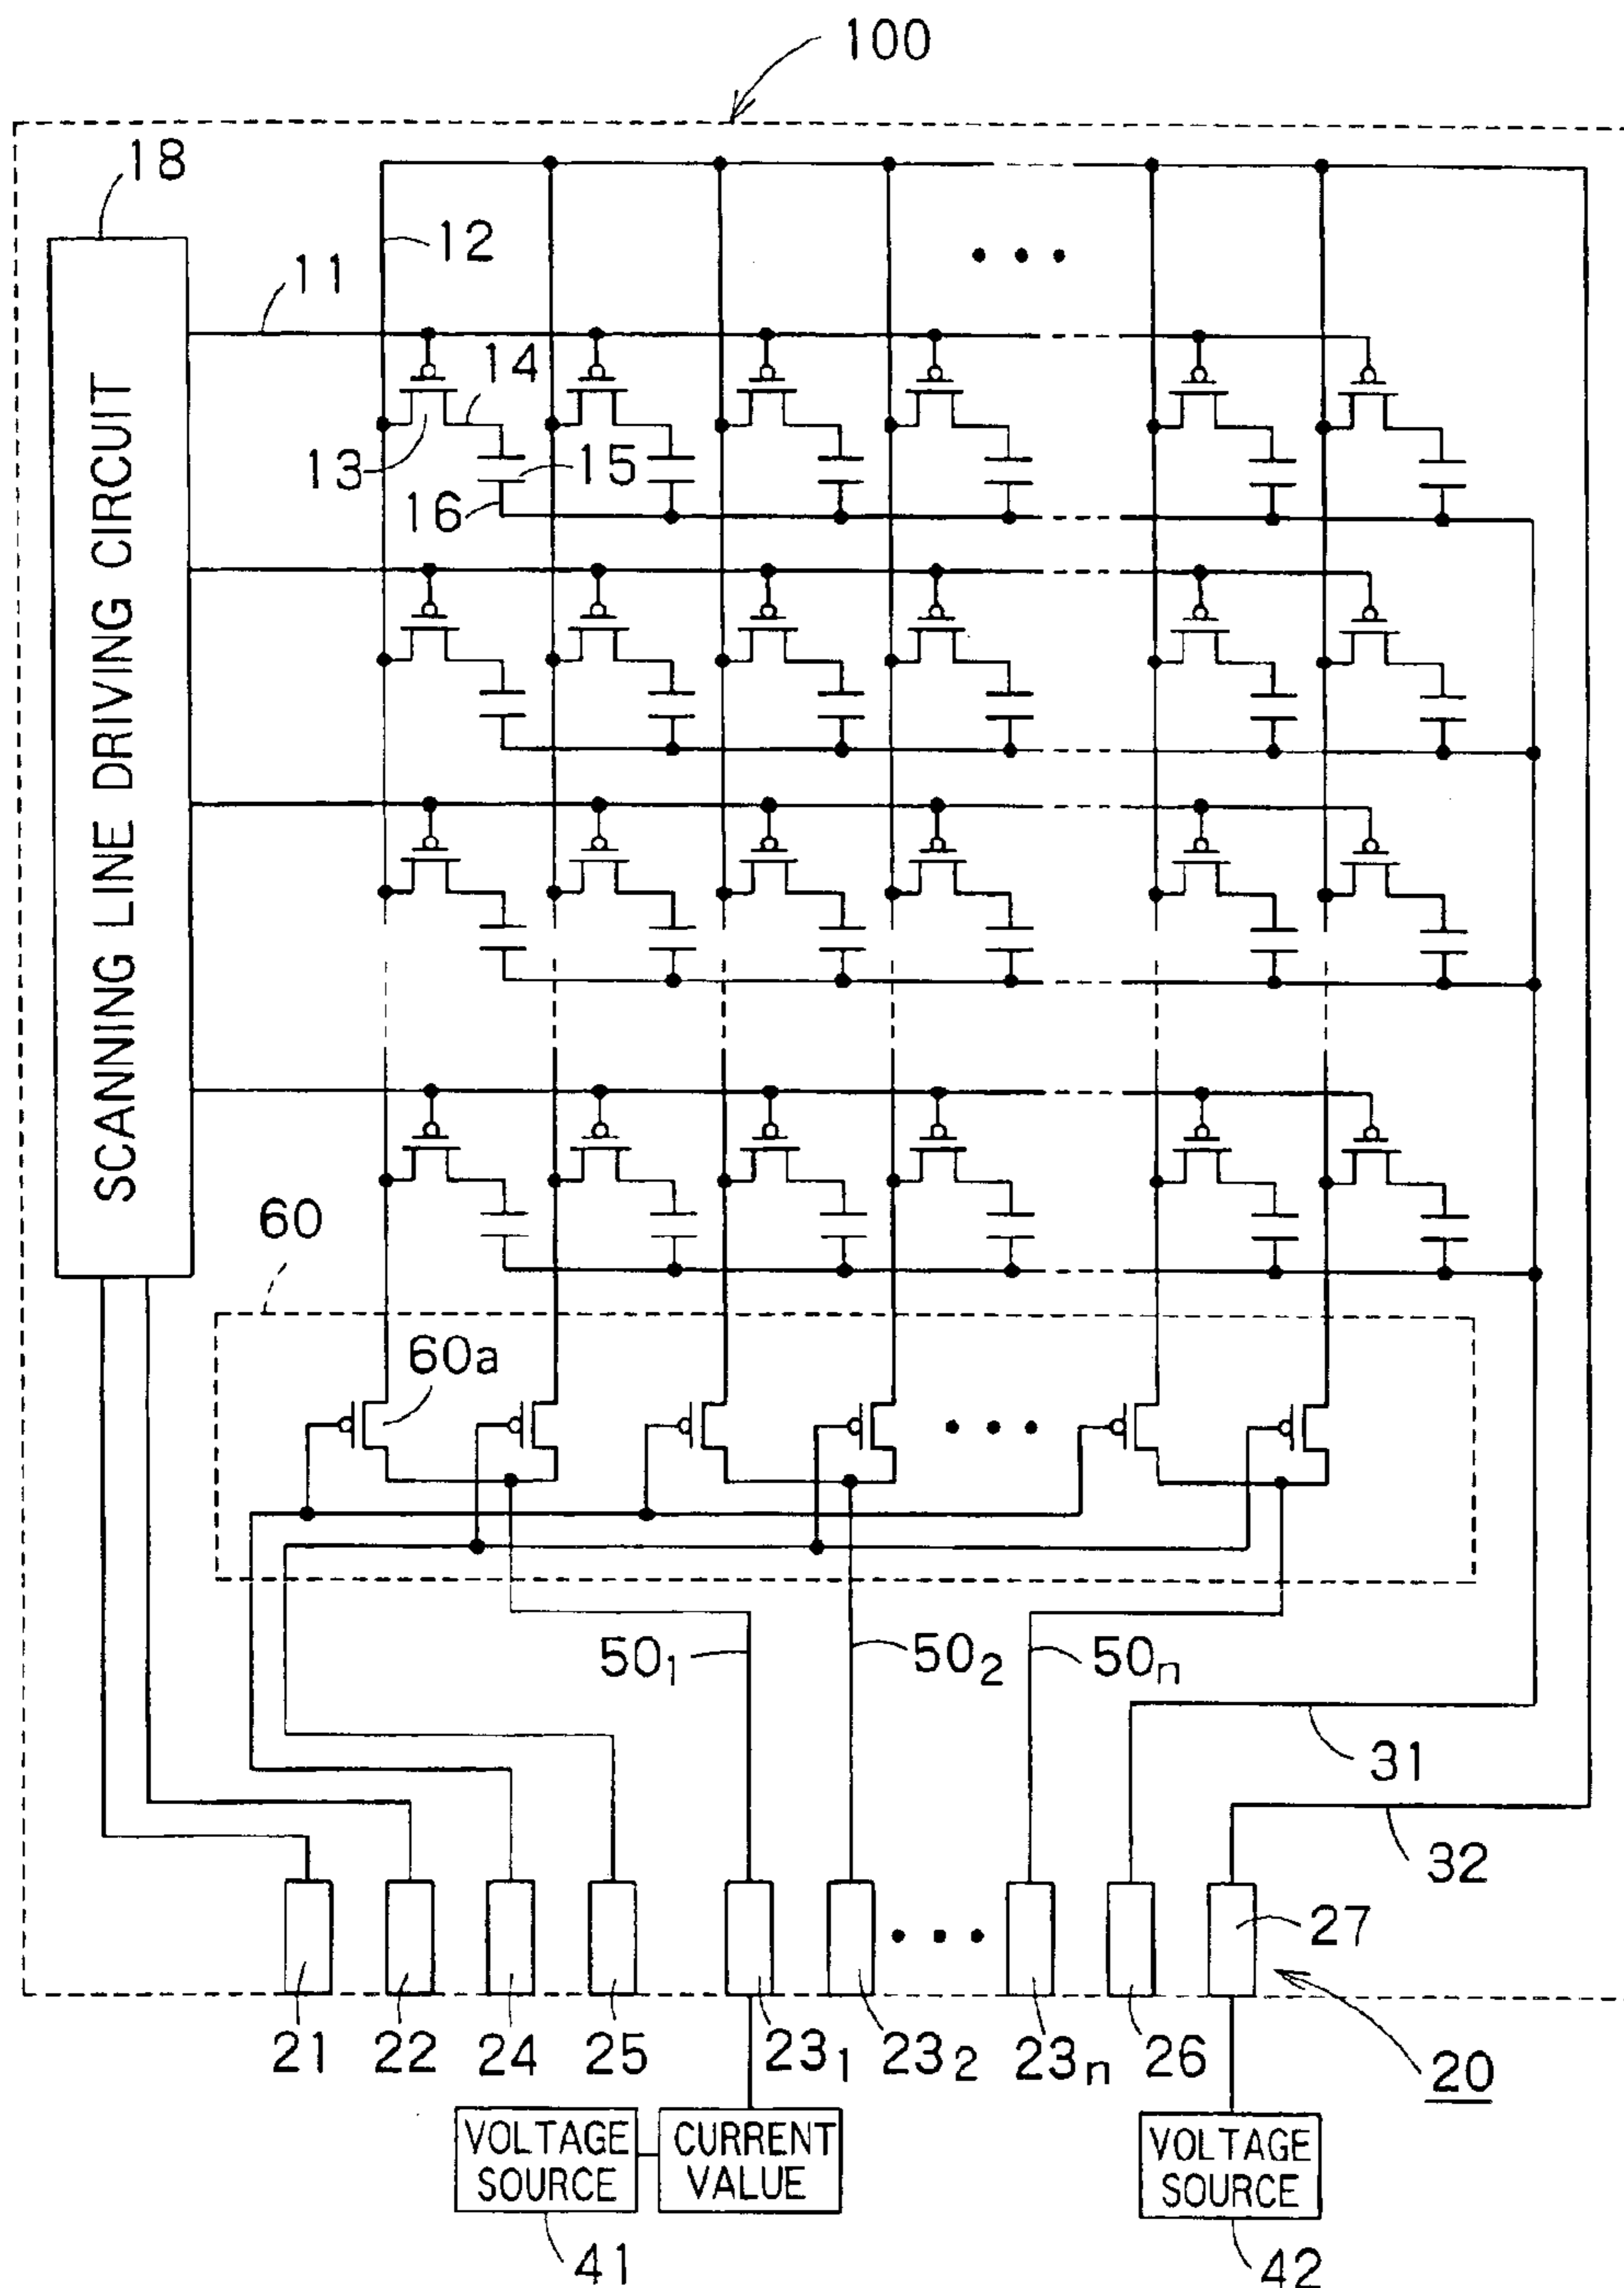 100
18
12
11
14
13
15
16
SCANNING LINE DRIVING CIRCUIT
60
60a
50₁
50₂
50ₙ
31
32
27
21
22
24
25
23₁
23₂
23ₙ
26
20
VOLTAGE
SOURCE
CURRENT
VALUE
VOLTAGE
SOURCE
41
42